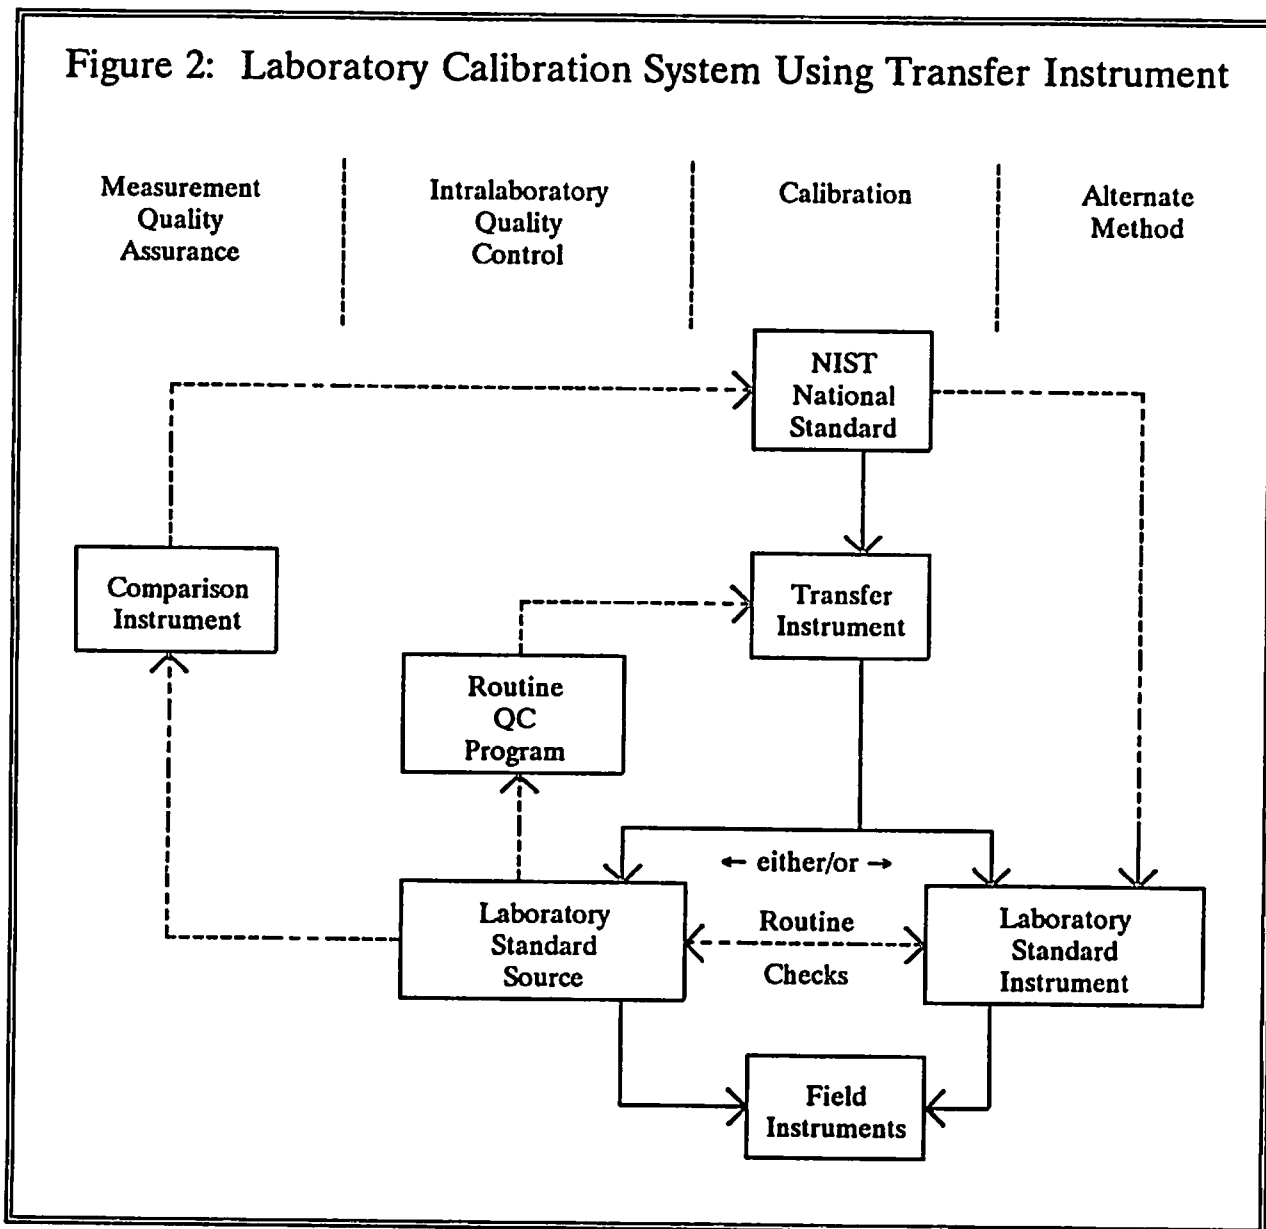 Figure 2: Laboratory Calibration System Using Transfer Instrument
Measurement
Quality
Assurance
Intralaboratory
Quality
Control
Calibration
Alternate
Method
NIST
National
Standard
Comparison
Instrument
Transfer
Instrument
Routine
QC
Program
← either/or →
Laboratory
Standard
Source
Routine
Checks
Laboratory
Standard
Instrument
Field
Instruments